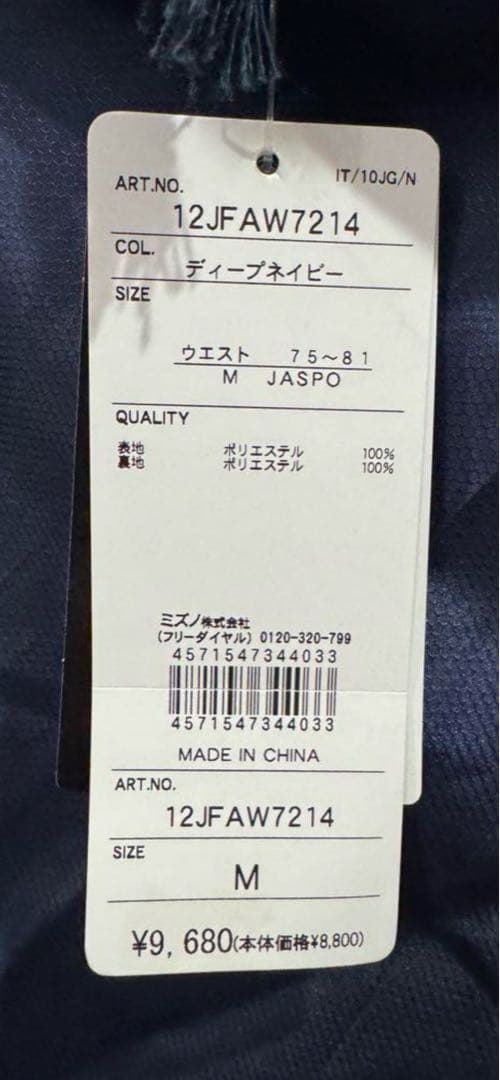 IT/10JG/N
ART.NO.
12JFAW7214
COL.
ディープネイビー
SIZE
ウエスト 75～81
M JASPO
QUALITY
表地 ポリエステル 100%
裏地 ポリエステル 100%
ミズノ株式会社
(フリーダイヤル) 0120-320-799
4571547344033
4571547344033
MADE IN CHINA
ART.NO.
12JFAW7214
SIZE
M
¥9,680(本体価格¥8,800)